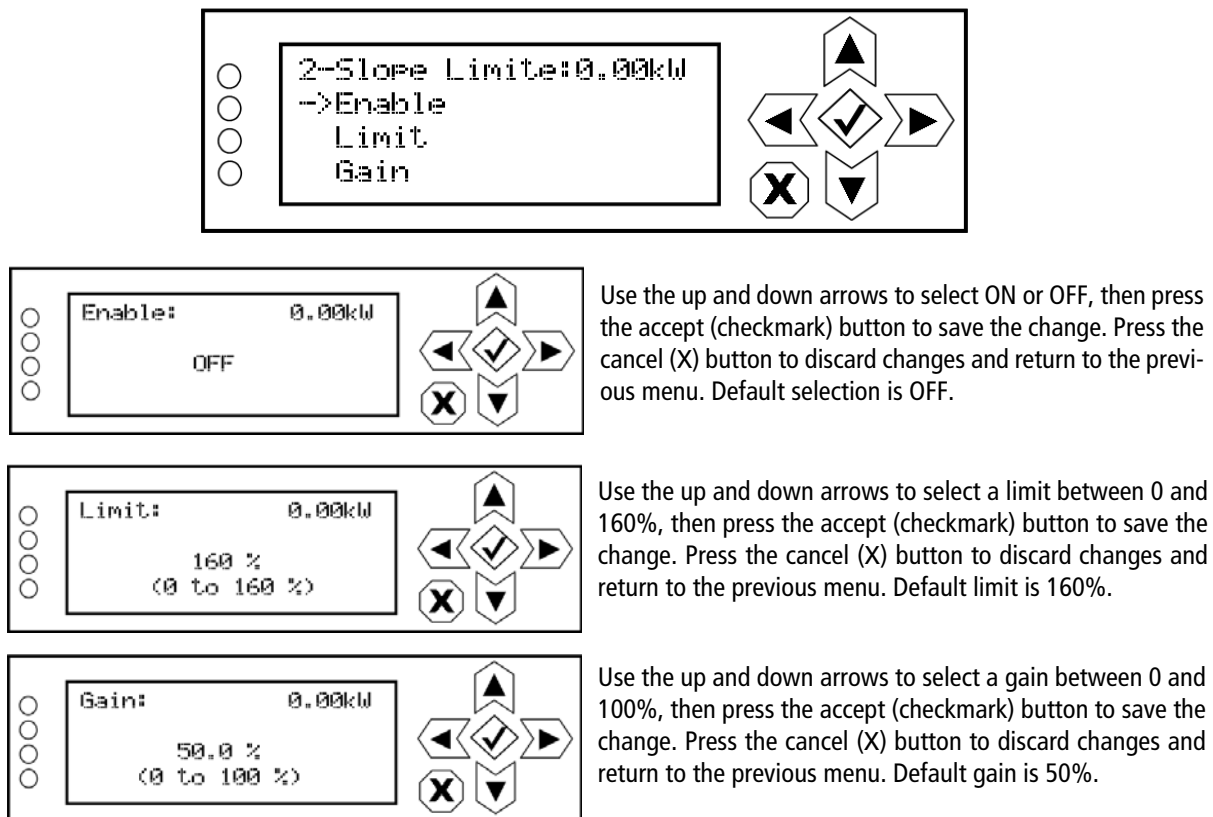 2-Slope Limite:0.00kW
->Enable
Limit
Gain
Enable: 0.00kW
OFF
Use the up and down arrows to select ON or OFF, then press
the accept (checkmark) button to save the change. Press the
cancel (X) button to discard changes and return to the previ-
ous menu. Default selection is OFF.
Limit: 0.00kW
160 %
(0 to 160 %)
Use the up and down arrows to select a limit between 0 and
160%, then press the accept (checkmark) button to save the
change. Press the cancel (X) button to discard changes and
return to the previous menu. Default limit is 160%.
Gain: 0.00kW
50.0 %
(0 to 100 %)
Use the up and down arrows to select a gain between 0 and
100%, then press the accept (checkmark) button to save the
change. Press the cancel (X) button to discard changes and
return to the previous menu. Default gain is 50%.